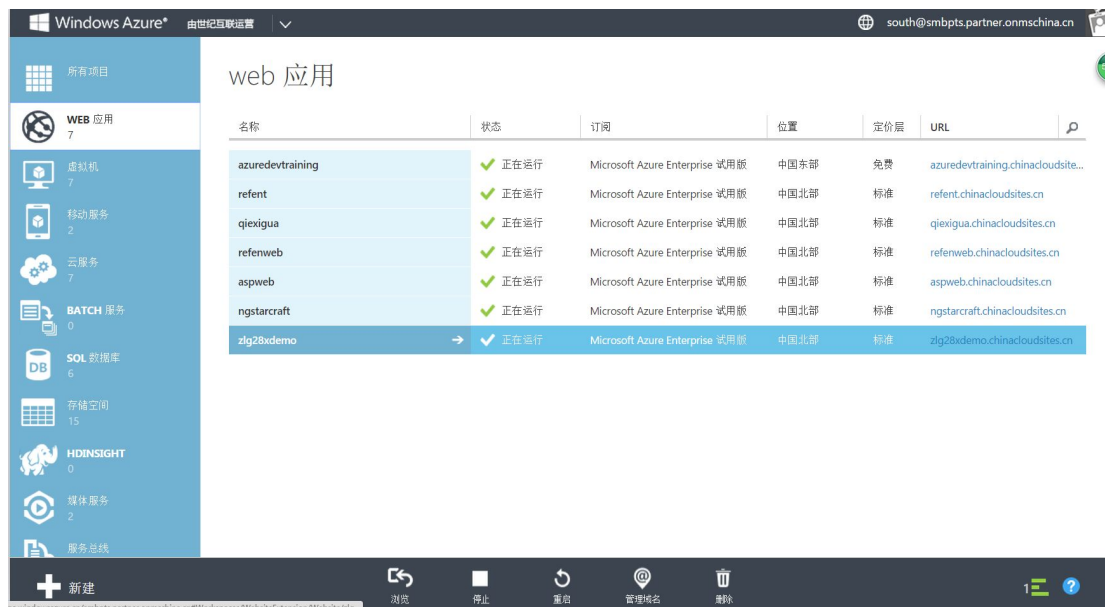 Windows Azure* 由世纪互联运营 south@smbpts.partner.onmschina.cn
所有项目
WEB 应用
7
虚拟机
7
移动服务
2
云服务
7
BATCH 服务
0
SQL 数据库
6
存储空间
15
HDINSIGHT
0
媒体服务
2
服务总线
web 应用
名称 状态 订阅 位置 定价层 URL
azuredevtraining 正在运行 Microsoft Azure Enterprise 试用版 中国东部 免费 azuredevtraining.chinacloudsite...
refent 正在运行 Microsoft Azure Enterprise 试用版 中国北部 标准 refent.chinacloudsites.cn
qiexigua 正在运行 Microsoft Azure Enterprise 试用版 中国北部 标准 qiexigua.chinacloudsites.cn
refenweb 正在运行 Microsoft Azure Enterprise 试用版 中国北部 标准 refenweb.chinacloudsites.cn
aspweb 正在运行 Microsoft Azure Enterprise 试用版 中国北部 标准 aspweb.chinacloudsites.cn
ngstarcraft 正在运行 Microsoft Azure Enterprise 试用版 中国北部 标准 ngstarcraft.chinacloudsites.cn
zlg28xdemo 正在运行 Microsoft Azure Enterprise 试用版 中国北部 标准 zlg28xdemo.chinacloudsites.cn
新建 浏览 停止 重启 管理域名 删除 1